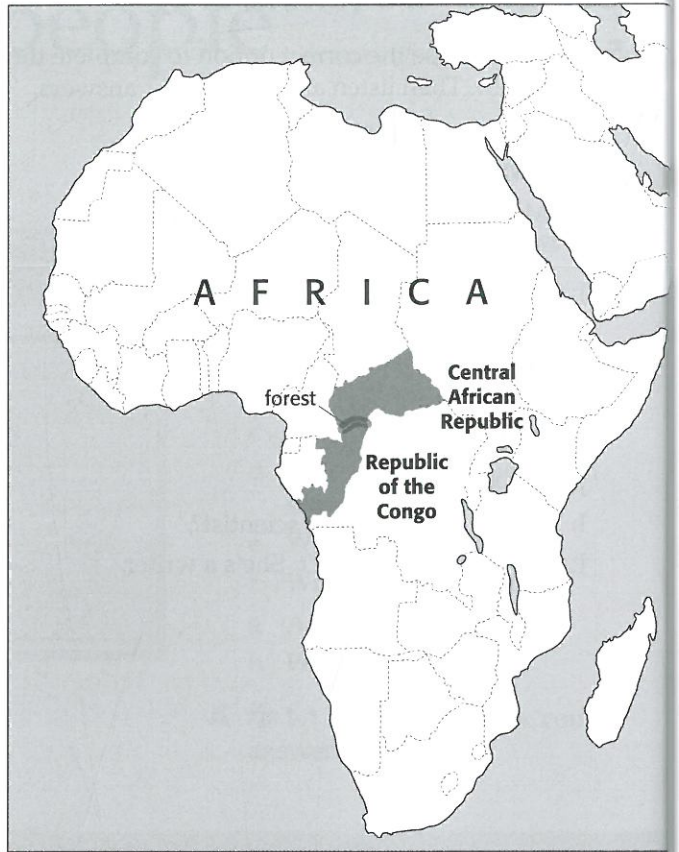 AFRICA
forest
Central
African
Republic
Republic
of the
Congo